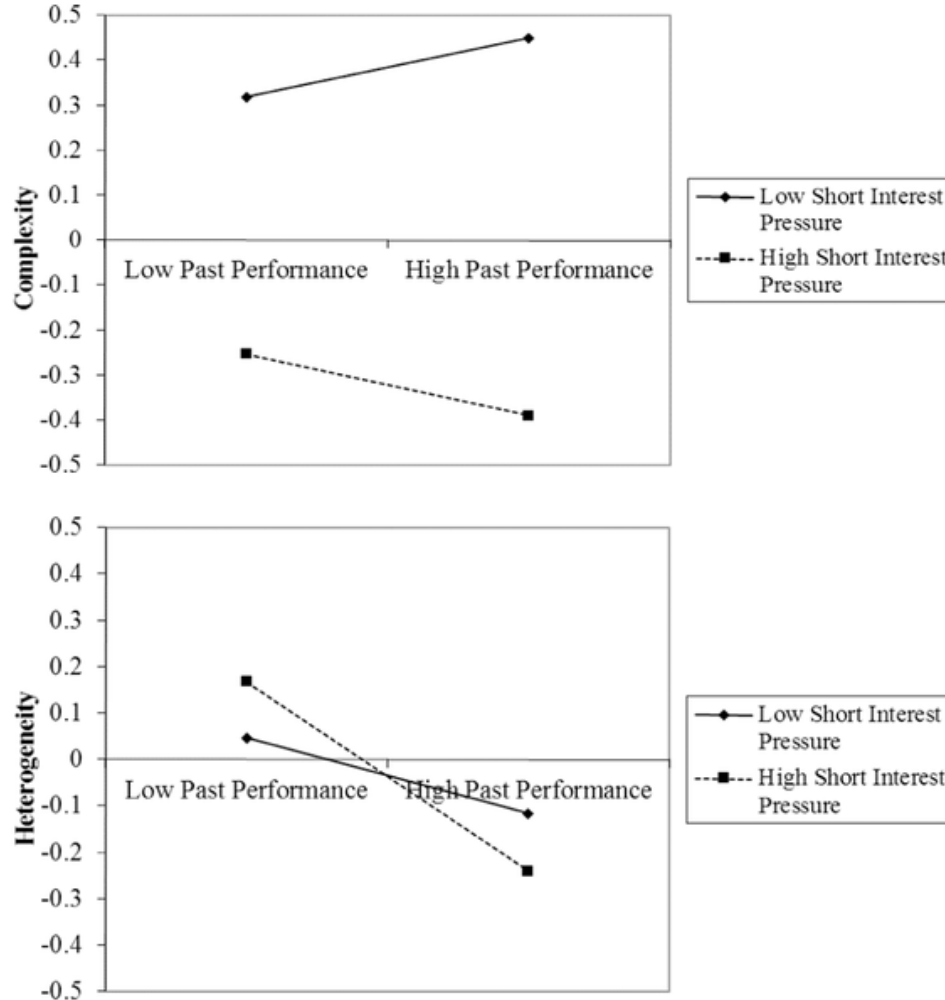 0.5
0.4
0.3
0.2
0.1
0
-0.1
-0.2
-0.3
-0.4
-0.5
Complexity
Low Past Performance
High Past Performance
Low Short Interest
Pressure
High Short Interest
Pressure
0.5
0.4
0.3
0.2
0.1
0
-0.1
-0.2
-0.3
-0.4
-0.5
Heterogeneity
Low Past Performance
High Past Performance
Low Short Interest
Pressure
High Short Interest
Pressure